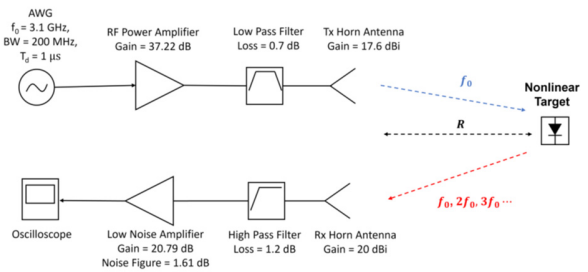 AWG
f₀ = 3.1 GHz,
BW = 200 MHz,
T_d = 1 μs
RF Power Amplifier
Gain = 37.22 dB
Low Pass Filter
Loss = 0.7 dB
Tx Horn Antenna
Gain = 17.6 dBi
f₀
Nonlinear
Target
R
f₀, 2f₀, 3f₀ ⋯
Oscilloscope
Low Noise Amplifier
Gain = 20.79 dB
Noise Figure = 1.61 dB
High Pass Filter
Loss = 1.2 dB
Rx Horn Antenna
Gain = 20 dBi